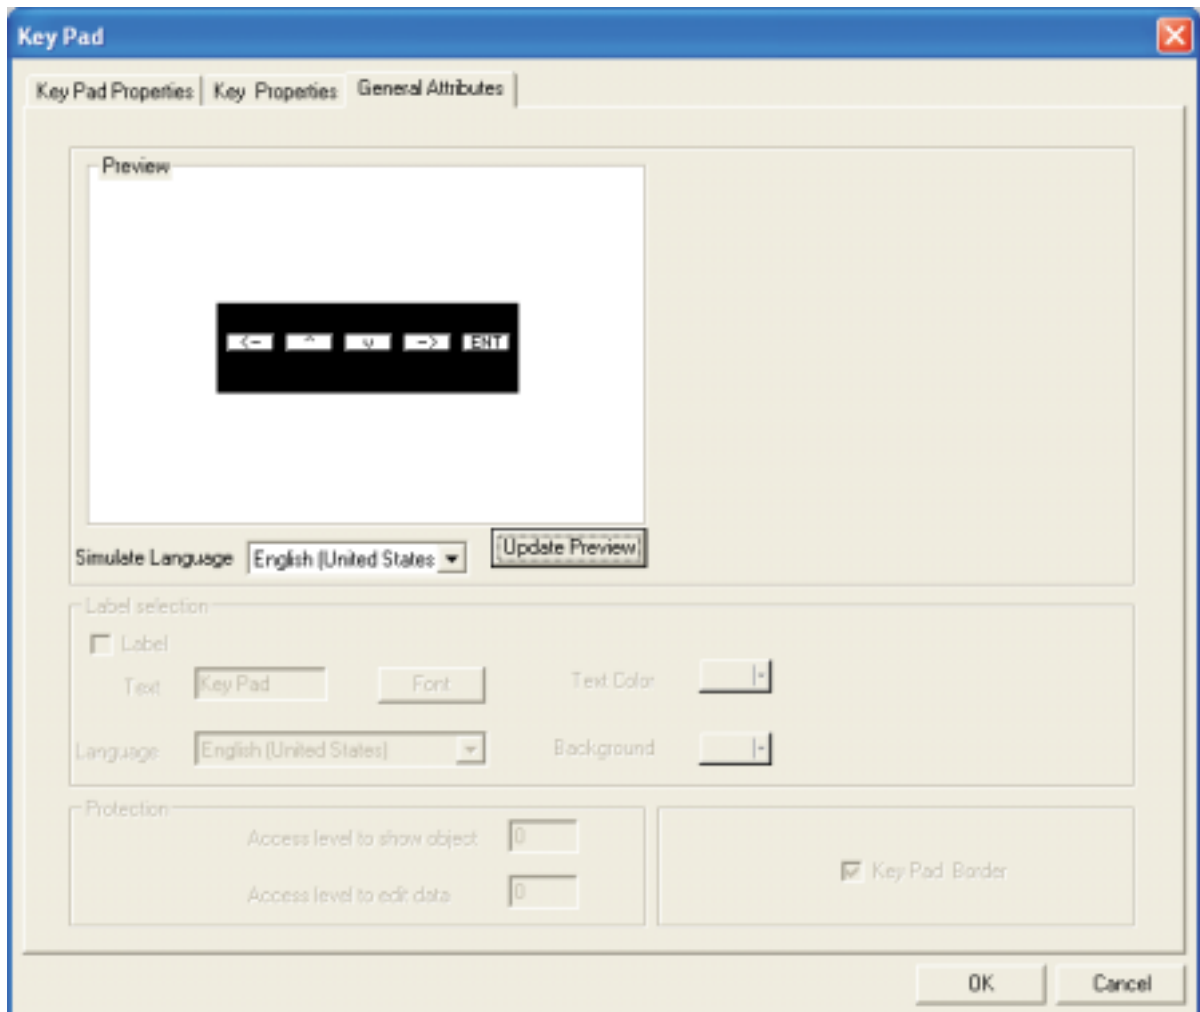 Key Pad
Key Pad Properties Key Properties General Attributes
Preview
<- ^ v -> ENT
Simulate Language English (United States Update Preview
Label selection
Label
Text Key Pad Font Text Color
Language English (United States) Background
Protection
Access level to show object 0
Key Pad Border
Access level to edit data 0
OK Cancel